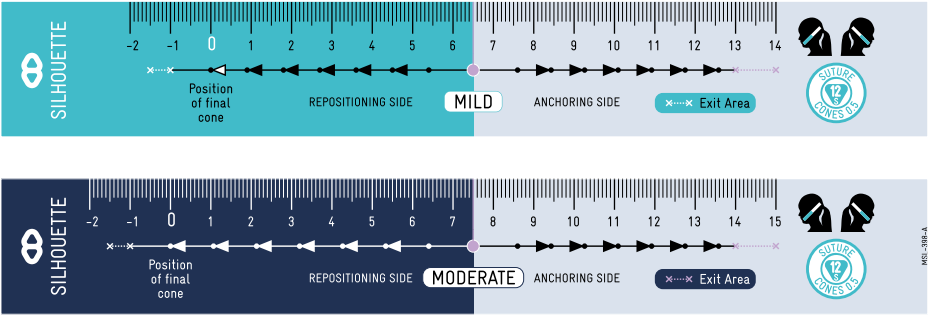 SILHOUETTE
-2 -1 0 1 2 3 4 5 6 7 8 9 10 11 12 13 14
Position
of final
cone
REPOSITIONING SIDE
MILD
ANCHORING SIDE
Exit Area
SUTURE
12
CONES 0.5
SILHOUETTE
-2 -1 0 1 2 3 4 5 6 7 8 9 10 11 12 13 14 15
Position
of final
cone
REPOSITIONING SIDE
MODERATE
ANCHORING SIDE
Exit Area
SUTURE
12
CONES 0.5
MSL-398-A